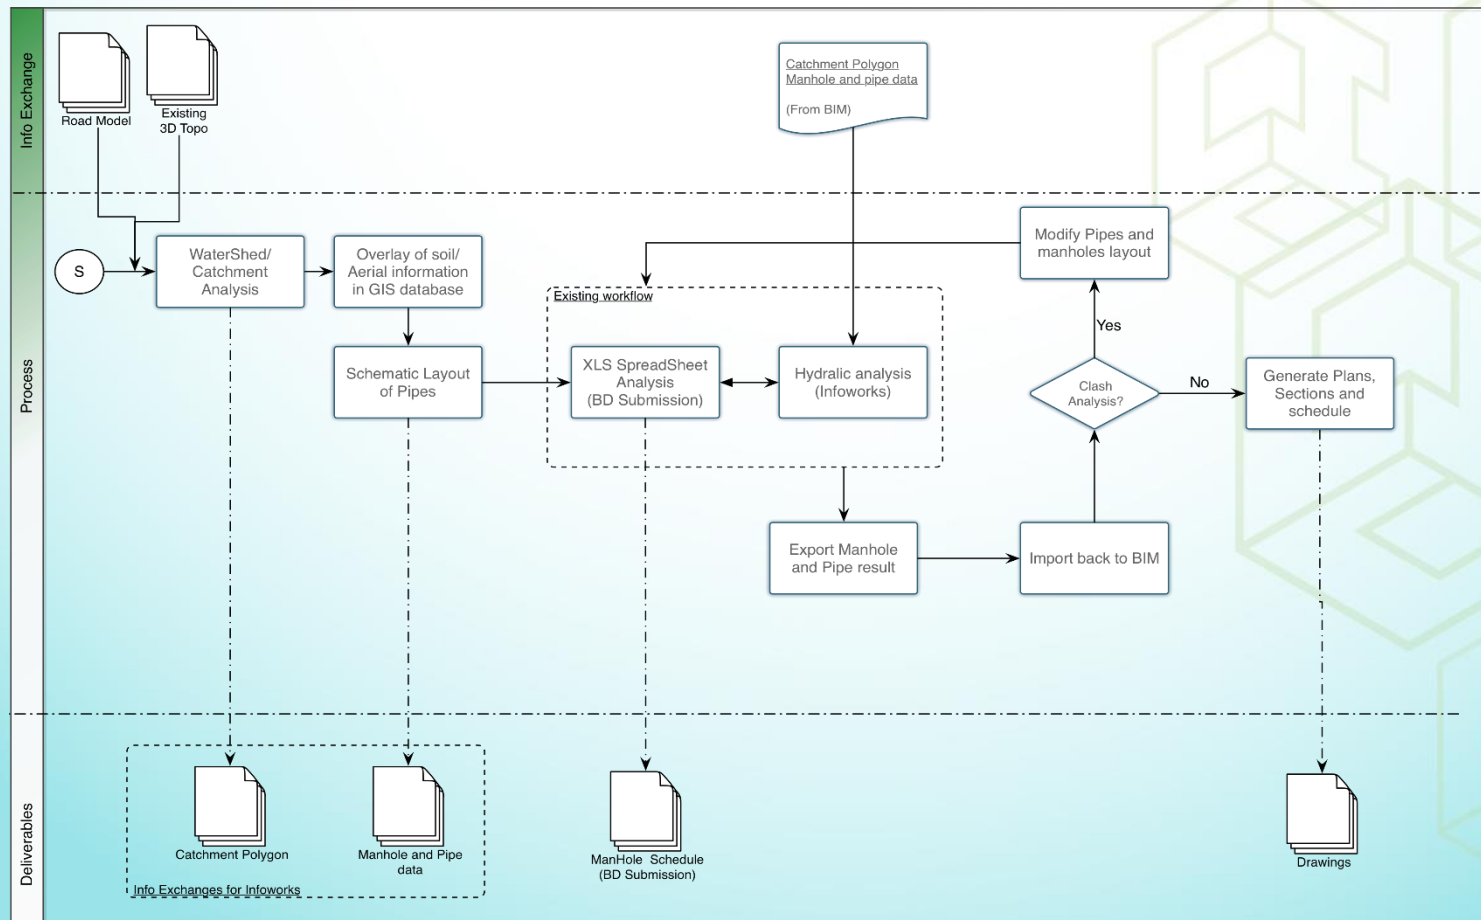 Info Exchange
Road Model
Existing
3D Topo
Catchment Polygon
Manhole and pipe data
(From BIM)
Process
S
WaterShed/
Catchment
Analysis
Overlay of soil/
Aerial information
in GIS database
Schematic Layout
of Pipes
Existing workflow
XLS SpreadSheet
Analysis
(BD Submission)
Hydralic analysis
(Infoworks)
Modify Pipes and
manholes layout
Yes
Clash
Analysis?
No
Generate Plans,
Sections and
schedule
Export Manhole
and Pipe result
Import back to BIM
Deliverables
Catchment Polygon
Manhole and Pipe
data
Info Exchanges for Infoworks
ManHole Schedule
(BD Submission)
Drawings